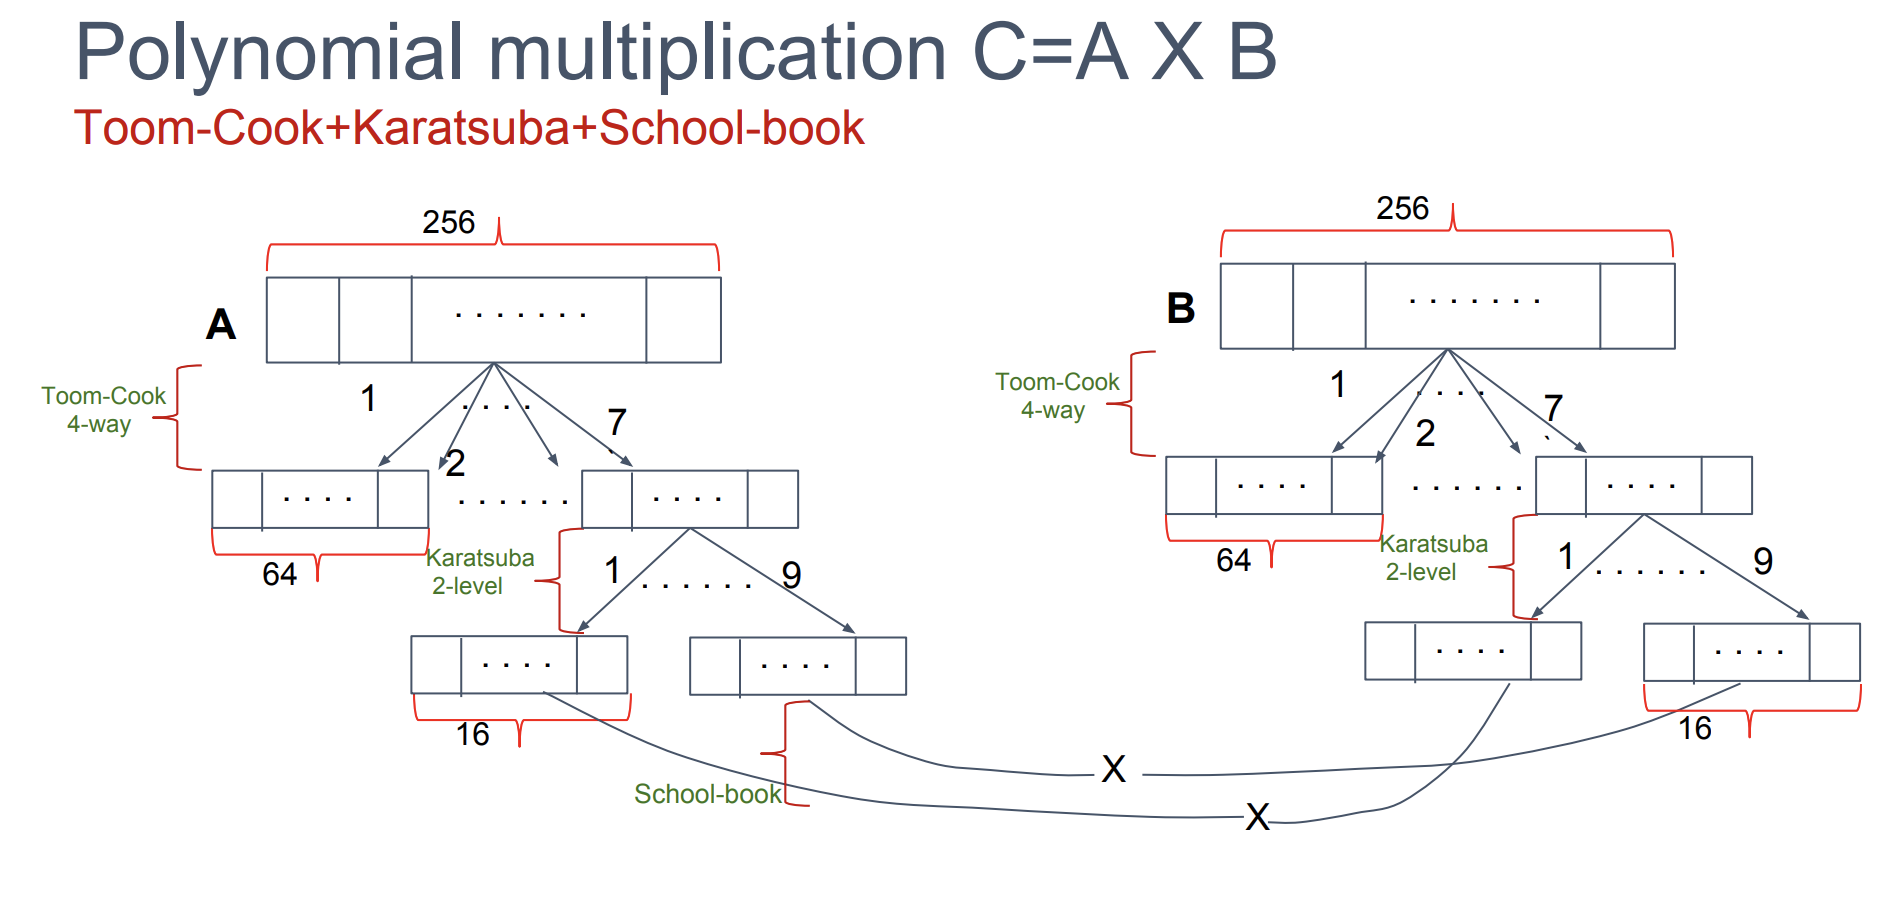 Polynomial multiplication C=A X B
Toom-Cook+Karatsuba+School-book
256
A
. . . . . . .
Toom-Cook
4-way
1
. . . .
7
2
. . . .
. . . . . .
. . . .
64
Karatsuba
2-level
1
. . . . . .
9
. . . .
. . . .
16
School-book
256
B
. . . . . . .
Toom-Cook
4-way
1
. . . .
7
2
. . . .
. . . . . .
. . . .
64
Karatsuba
2-level
1
. . . . . .
9
. . . .
. . . .
16
X
X